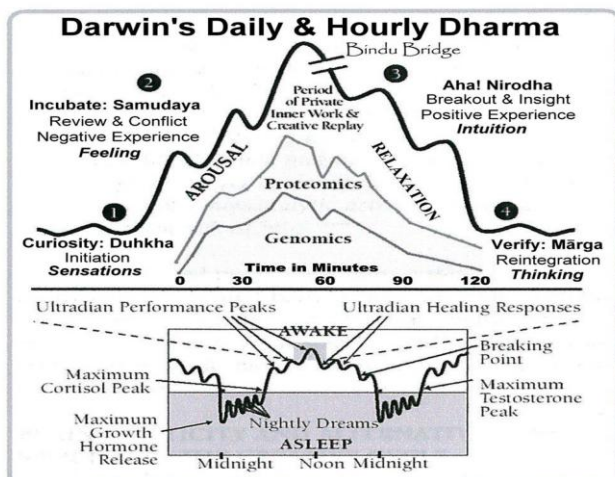 Darwin's Daily & Hourly Dharma
Bindu Bridge
2
Incubate: Samudaya
Review & Conflict
Negative Experience
Feeling
Period
of Private
Inner Work &
Creative Replay
3
Aha! Nirodha
Breakout & Insight
Positive Experience
Intuition
AROUSAL
RELAXATION
Proteomics
Genomics
1
Curiosity: Duhkha
Initiation
Sensations
4
Verify: Mārga
Reintegration
Thinking
Time in Minutes
0 30 60 90 120
Ultradian Performance Peaks
Ultradian Healing Responses
AWAKE
Breaking
Point
Maximum
Cortisol Peak
Maximum
Testosterone
Peak
Maximum
Growth
Hormone
Release
Nightly Dreams
ASLEEP
Midnight Noon Midnight